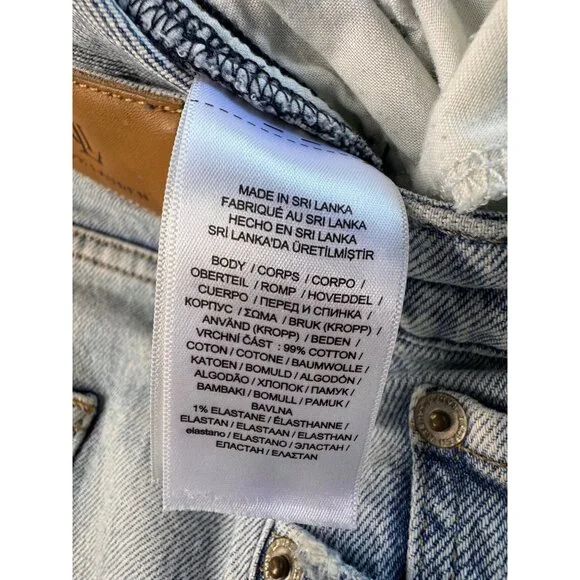 MADE IN SRI LANKA
FABRIQUÉ AU SRI LANKA
HECHO EN SRI LANKA
SRİ LANKA'DA ÜRETİLMİŞTİR
BODY / CORPS / CORPO /
OBERTEIL / ROMP / HOVEDDEL /
CUERPO / ПЕРЕД И СПИНКА /
КОРПУС / ΣΩΜΑ / BRUK (KROPP) /
ANVÄND (KROPP) / BEDEN /
VRCHNÍ ČÁST : 99% COTTON /
COTON / COTONE / BAUMWOLLE /
KATOEN / BOMULD / ALGODÓN /
ALGODÃO / ХЛОПОК / ПАМУК /
BAMBAKI / BOMULL / PAMUK /
BAVLNA
1% ELASTANE / ÉLASTHANNE /
ELASTAN / ELASTAAN / ELASTHAN /
elastano / ELASTANO / ЭЛАСТАН /
ЕЛАСТАН / ΕΛΑΣΤΑΝ